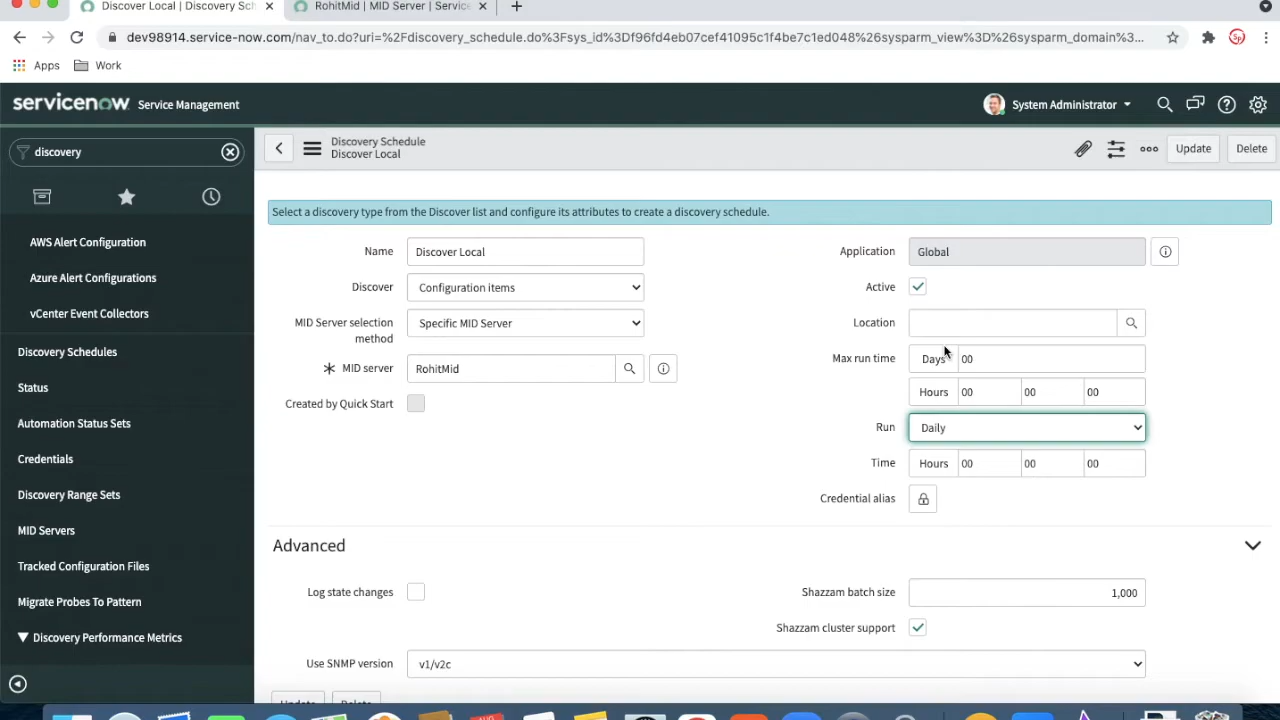 Discover Local | Discovery Sch
RohitMid | MID Server | Service
dev98914.service-now.com/nav_to.do?uri=%2Fdiscovery_schedule.do%3Fsys_id%3Df96fd4eb07cef41095c1f4be7c1ed048%26sysparm_view%3D%26sysparm_domain%3...
Apps Work
servicenow Service Management
System Administrator
discovery
Discovery Schedule
Discover Local
Update Delete
AWS Alert Configuration
Azure Alert Configurations
vCenter Event Collectors
Discovery Schedules
Status
Automation Status Sets
Credentials
Discovery Range Sets
MID Servers
Tracked Configuration Files
Migrate Probes To Pattern
Discovery Performance Metrics
Select a discovery type from the Discover list and configure its attributes to create a discovery schedule.
Name Discover Local
Discover Configuration items
MID Server selection method Specific MID Server
MID server RohitMid
Created by Quick Start
Application Global
Active
Location
Max run time Days 00
Hours 00 00 00
Run Daily
Time Hours 00 00 00
Credential alias
Advanced
Log state changes
Shazzam batch size 1,000
Shazzam cluster support
Use SNMP version v1/v2c
Update Delete